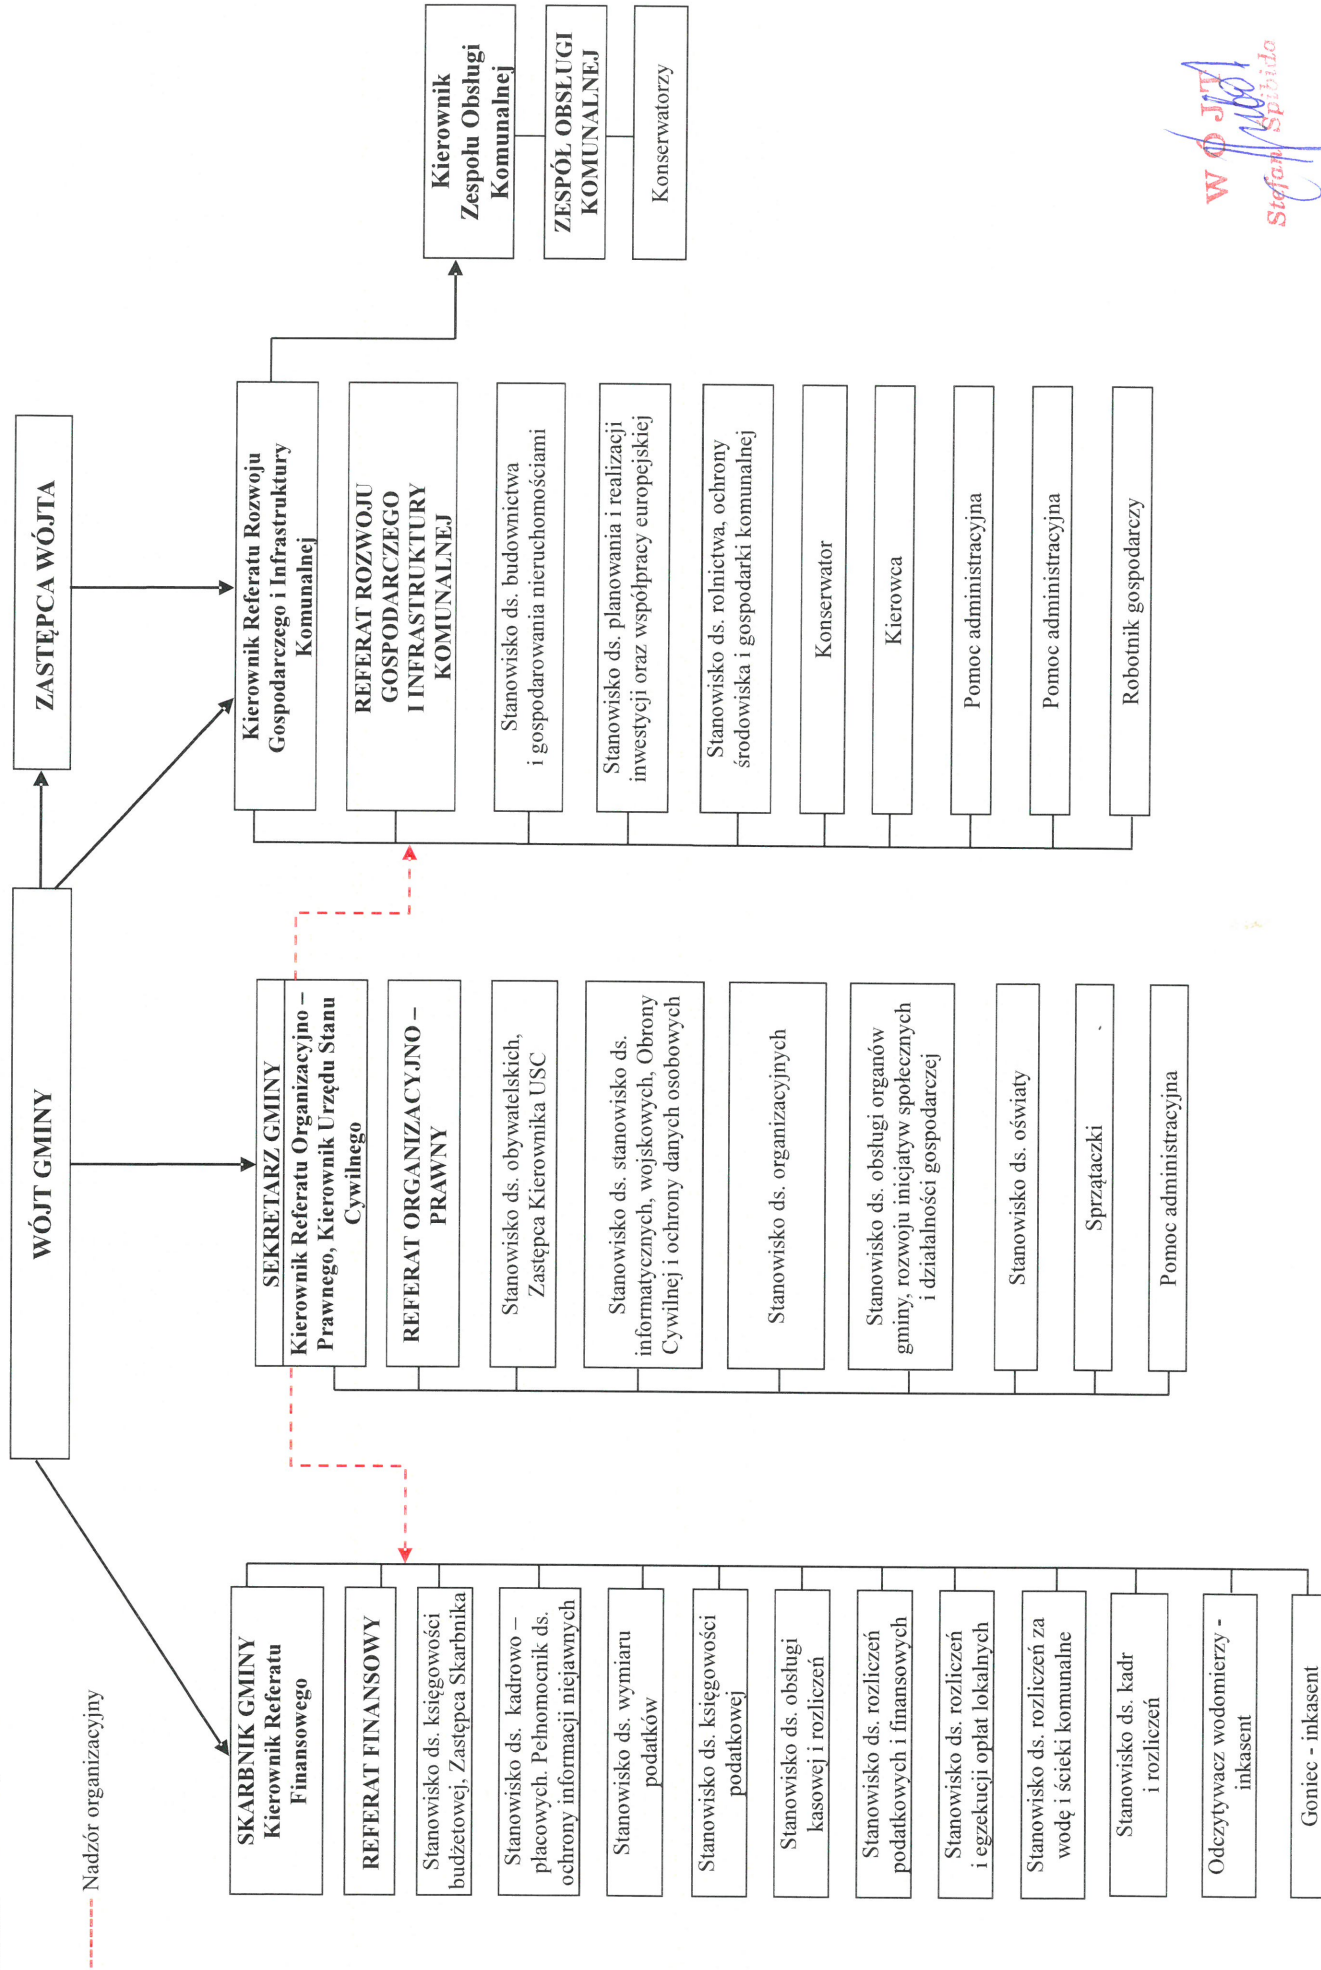 Nadzór organizacyjny
WÓJT GMINY
ZASTĘPCA WÓJTA
SKARBNIK GMINY
Kierownik Referatu
Finansowego
REFERAT FINANSOWY
Stanowisko ds. księgowości
budżetowej, Zastępca Skarbnika
Stanowisko ds. kadrowo –
płacowych. Pełnomocnik ds.
ochrony informacji niejawnych
Stanowisko ds. wymiaru
podatków
Stanowisko ds. księgowości
podatkowej
Stanowisko ds. obsługi
kasowej i rozliczeń
Stanowisko ds. rozliczeń
podatkowych i finansowych
Stanowisko ds. rozliczeń
i egzekucji opłat lokalnych
Stanowisko ds. rozliczeń za
wodę i ścieki komunalne
Stanowisko ds. kadr
i rozliczeń
Odczytywacz wodomierzy -
inkasent
Goniec - inkasent
SEKRETARZ GMINY
Kierownik Referatu Organizacyjno –
Prawnego, Kierownik Urzędu Stanu
Cywilnego
REFERAT ORGANIZACYJNO –
PRAWNY
Stanowisko ds. obywatelskich,
Zastępca Kierownika USC
Stanowisko ds. stanowisko ds.
informatycznych, wojskowych, Obrony
Cywilnej i ochrony danych osobowych
Stanowisko ds. organizacyjnych
Stanowisko ds. obsługi organów
gminy, rozwoju inicjatyw społecznych
i działalności gospodarczej
Stanowisko ds. oświaty
Sprzątaczki
Pomoc administracyjna
Kierownik Referatu Rozwoju
Gospodarczego i Infrastruktury
Komunalnej
REFERAT ROZWOJU
GOSPODARCZEGO
I INFRASTRUKTURY
KOMUNALNEJ
Stanowisko ds. budownictwa
i gospodarowania nieruchomościami
Stanowisko ds. planowania i realizacji
inwestycji oraz współpracy europejskiej
Stanowisko ds. rolnictwa, ochrony
środowiska i gospodarki komunalnej
Konserwator
Kierowca
Pomoc administracyjna
Pomoc administracyjna
Robotnik gospodarczy
Kierownik
Zespołu Obsługi
Komunalnej
ZESPÓŁ OBSŁUGI
KOMUNALNEJ
Konserwatorzy
WÓJT
Stefan Spibida